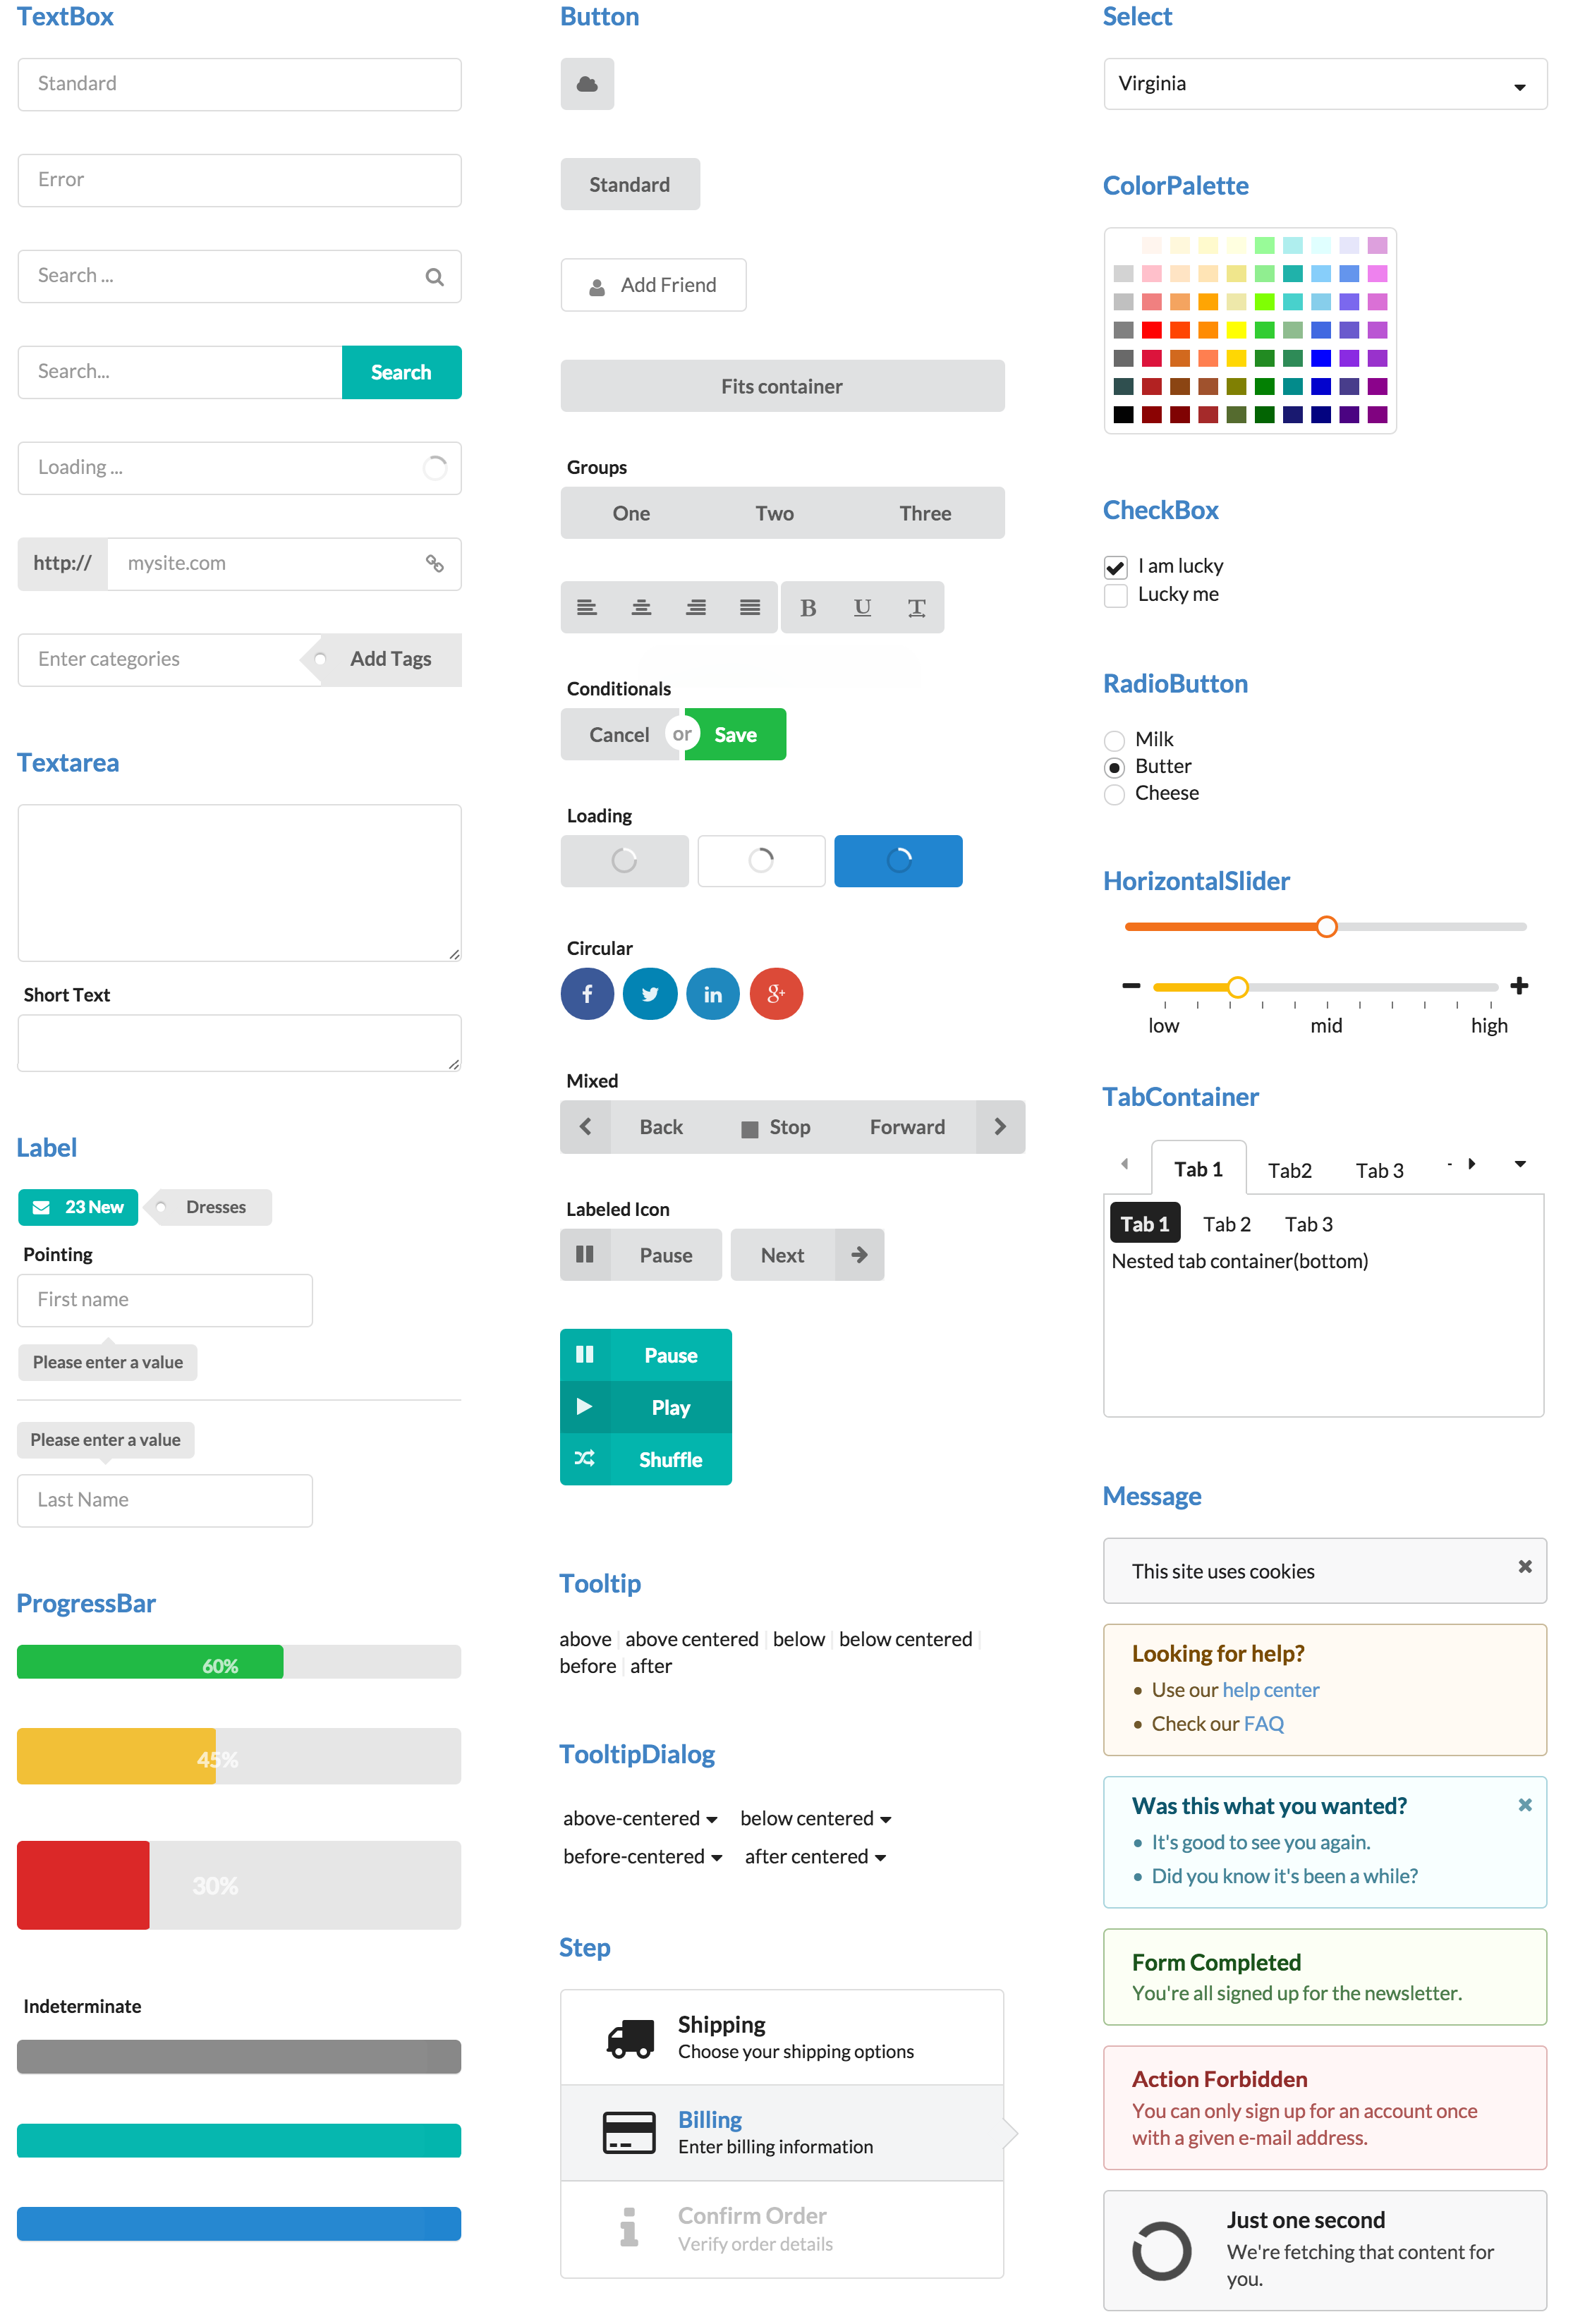 TextBox
Standard
Error
Search ...
Search...
Search
Loading ...
http://
mysite.com
Enter categories
Add Tags
Textarea
Short Text
Label
23 New
Dresses
Pointing
First name
Please enter a value
Please enter a value
Last Name
ProgressBar
60%
45%
30%
Indeterminate
Button
Standard
Add Friend
Fits container
Groups
One Two Three
B U T
Conditionals
Cancel or Save
Loading
Circular
f in g+
Mixed
Back Stop Forward
Labeled Icon
Pause Next
Pause
Play
Shuffle
Tooltip
above | above centered | below | below centered |
before | after
TooltipDialog
above-centered below centered
before-centered after centered
Step
Shipping
Choose your shipping options
Billing
Enter billing information
Confirm Order
Verify order details
Select
Virginia
ColorPalette
CheckBox
I am lucky
Lucky me
RadioButton
Milk
Butter
Cheese
HorizontalSlider
low mid high
TabContainer
Tab 1 Tab2 Tab 3
Tab 1 Tab 2 Tab 3
Nested tab container(bottom)
Message
This site uses cookies
Looking for help?
• Use our help center
• Check our FAQ
Was this what you wanted?
• It's good to see you again.
• Did you know it's been a while?
Form Completed
You're all signed up for the newsletter.
Action Forbidden
You can only sign up for an account once
with a given e-mail address.
Just one second
We're fetching that content for
you.